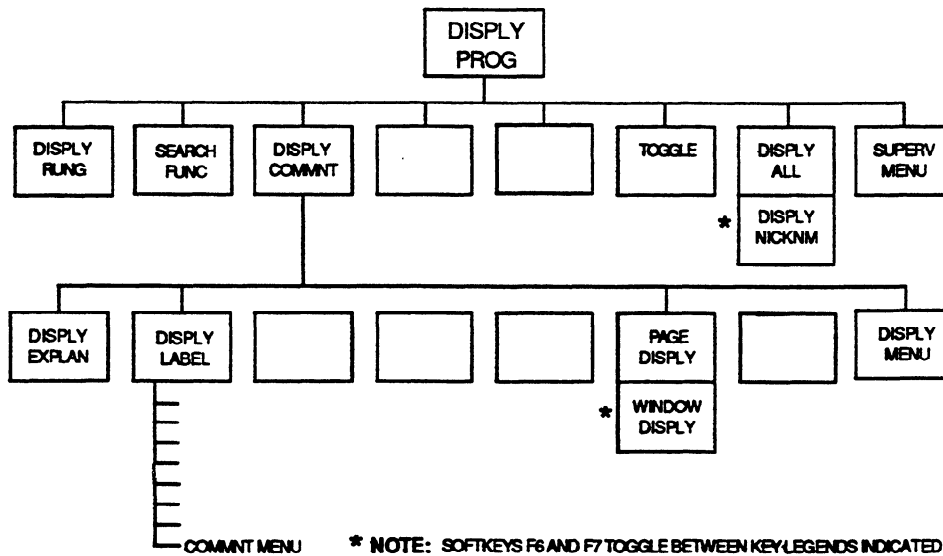 DISPLY
PROG
DISPLY
RUNG
SEARCH
FUNC
DISPLY
COMMNT
TOGGLE
DISPLY
ALL
SUPERV
MENU
* DISPLY
NICKNM
DISPLY
EXPLAN
DISPLY
LABEL
PAGE
DISPLY
DISPLY
MENU
* WINDOW
DISPLY
COMMNT MENU
* NOTE: SOFTKEYS F6 AND F7 TOGGLE BETWEEN KEY-LEGENDS INDICATED